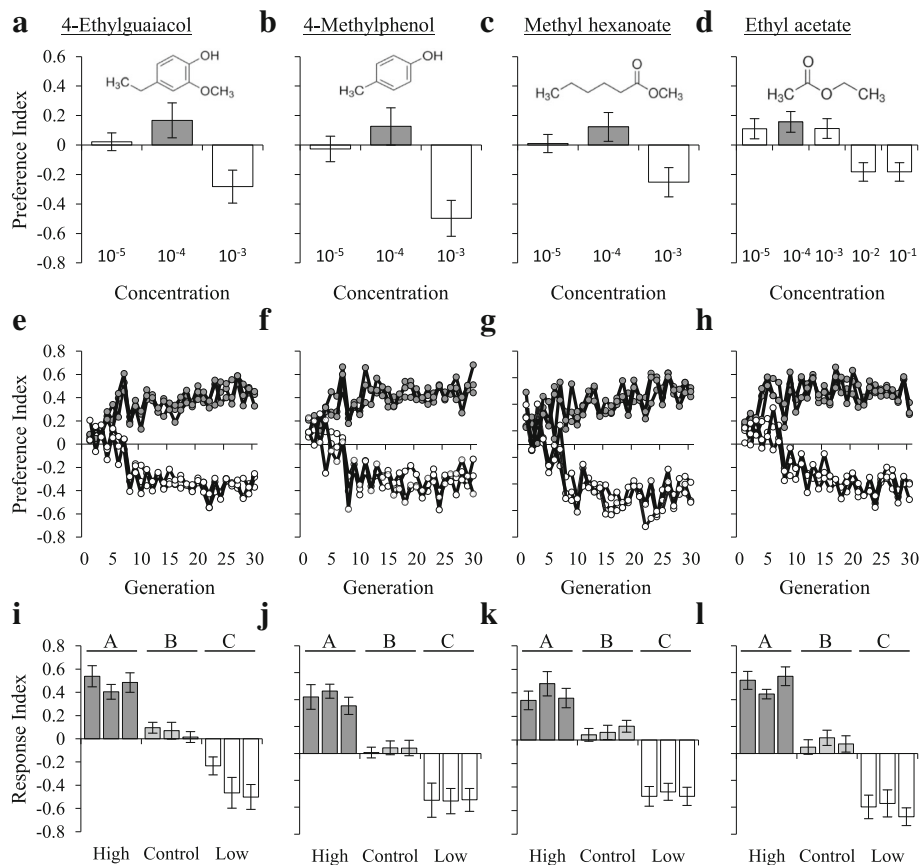 a 4-Ethylguaiacol b 4-Methylphenol c Methyl hexanoate d Ethyl acetate
Preference Index
0.6
0.4
0.2
0
-0.2
-0.4
-0.6
-0.8
H₃C OH OCH₃
H₃C OH
H₃C O OCH₃
H₃C O O CH₃
10⁻⁵ 10⁻⁴ 10⁻³ 10⁻⁵ 10⁻⁴ 10⁻³ 10⁻⁵ 10⁻⁴ 10⁻³ 10⁻⁵ 10⁻⁴ 10⁻³ 10⁻² 10⁻¹
Concentration Concentration Concentration Concentration
e f g h
Preference Index
0.8
0.6
0.4
0.2
0
-0.2
-0.4
-0.6
-0.8
0 5 10 15 20 25 30 0 5 10 15 20 25 30 0 5 10 15 20 25 30 0 5 10 15 20 25 30
Generation Generation Generation Generation
i j k l
A B C A B C A B C A B C
Response Index
0.8
0.6
0.4
0.2
0
-0.2
-0.4
-0.6
-0.8
High Control Low High Control Low High Control Low High Control Low